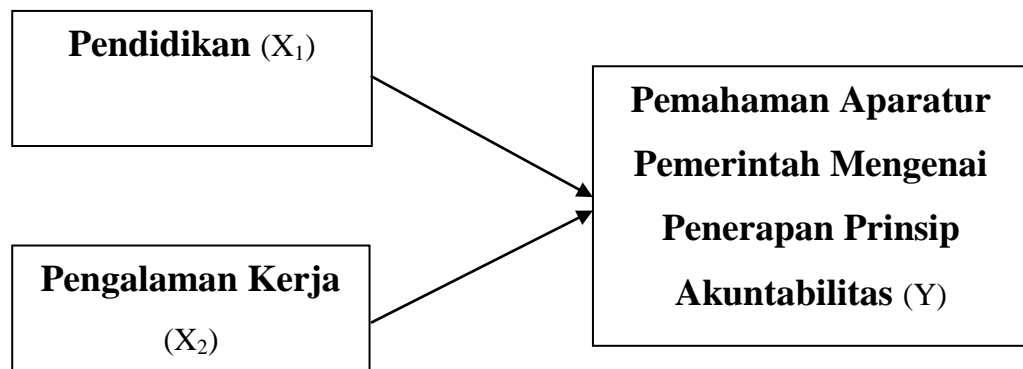 Pendidikan (X₁)
Pengalaman Kerja
(X₂)
Pemahaman Aparatur
Pemerintah Mengenai
Penerapan Prinsip
Akuntabilitas (Y)